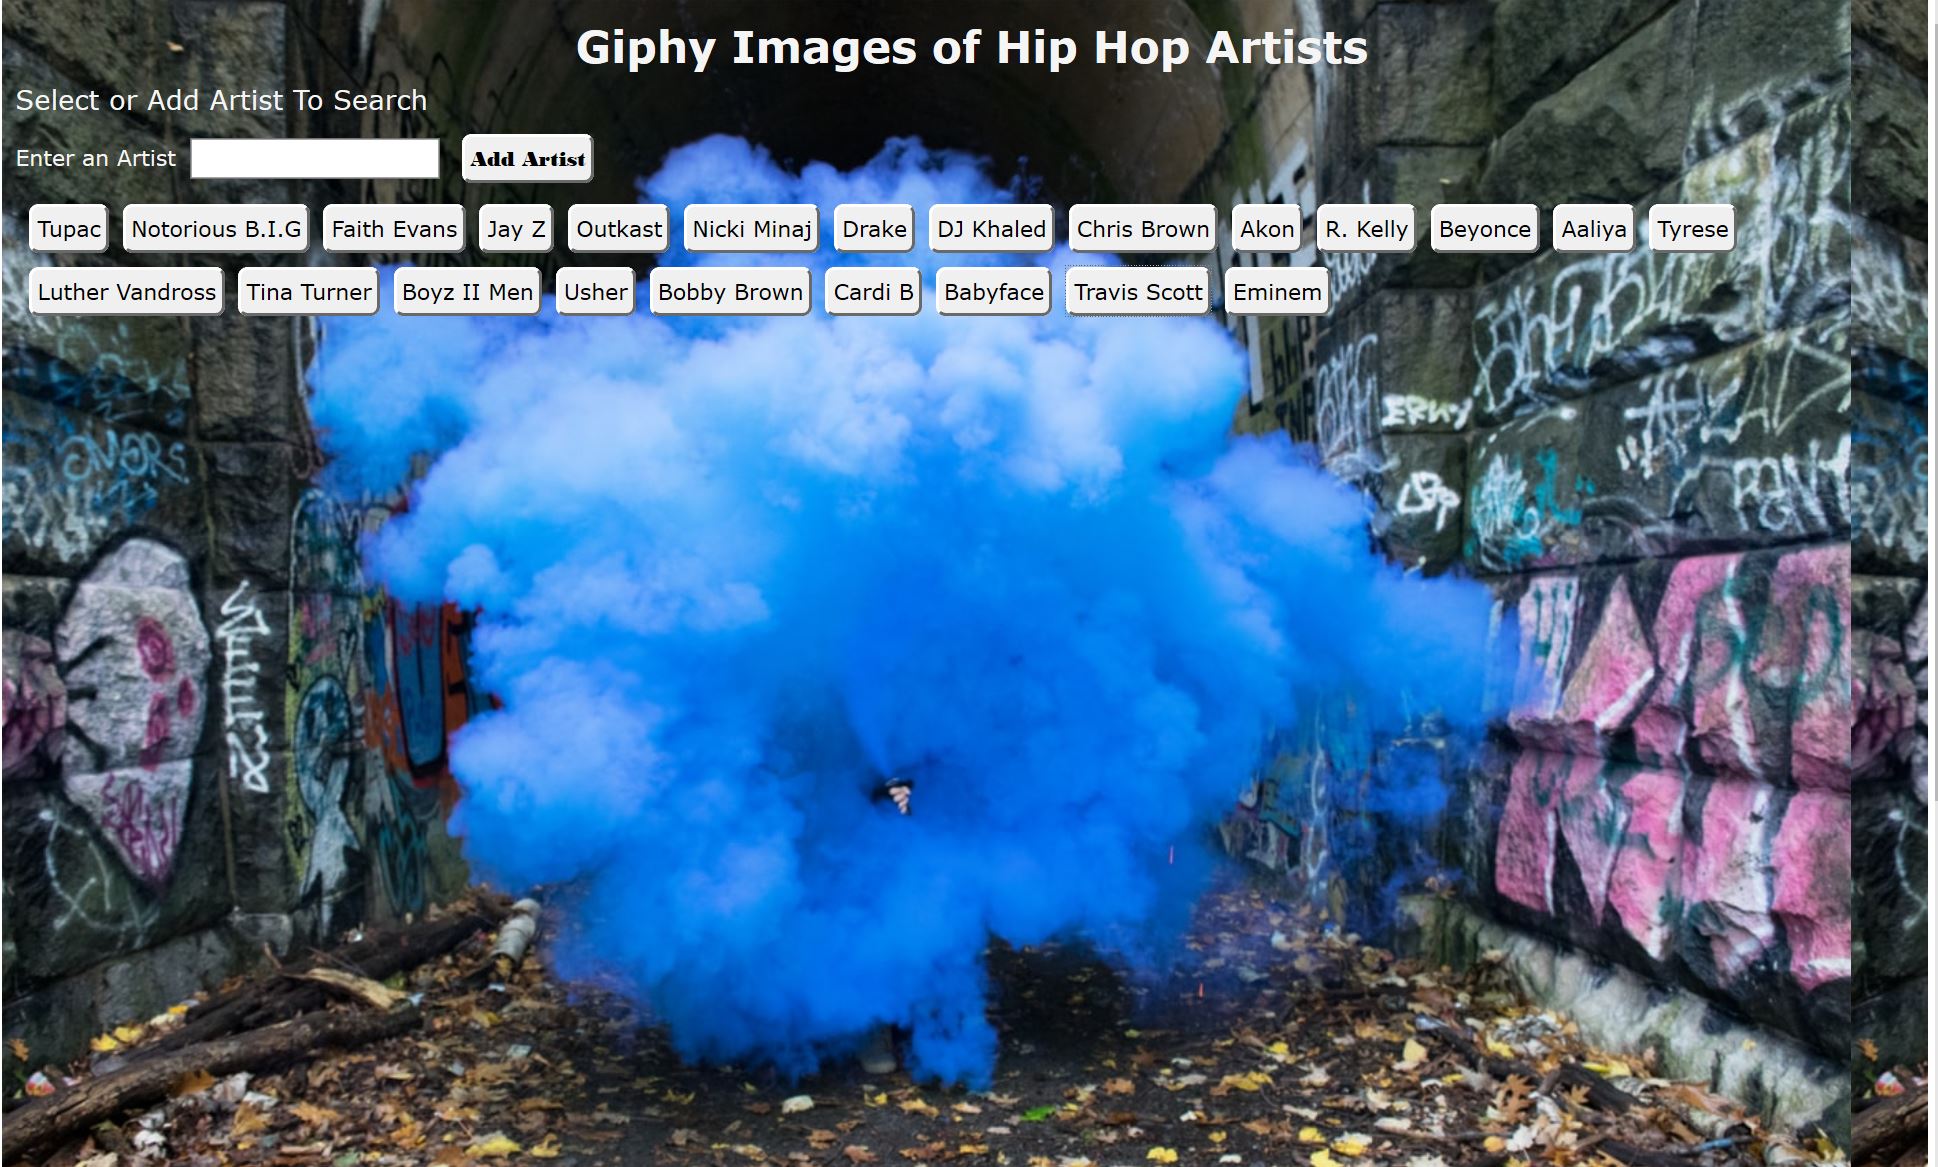 Giphy Images of Hip Hop Artists
Select or Add Artist To Search
Enter an Artist Add Artist
Tupac Notorious B.I.G Faith Evans Jay Z Outkast Nicki Minaj Drake DJ Khaled Chris Brown Akon R. Kelly Beyonce Aaliya Tyrese
Luther Vandross Tina Turner Boyz II Men Usher Bobby Brown Cardi B Babyface Travis Scott Eminem